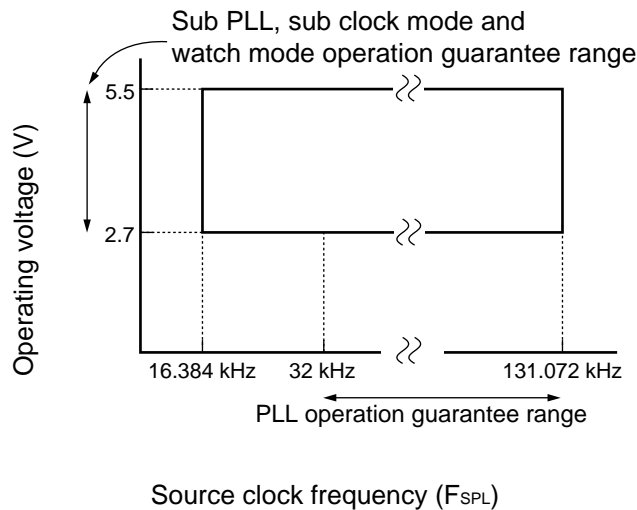 Sub PLL, sub clock mode and
watch mode operation guarantee range
5.5
Operating voltage (V)
2.7
16.384 kHz
32 kHz
131.072 kHz
PLL operation guarantee range
Source clock frequency (FSPL)